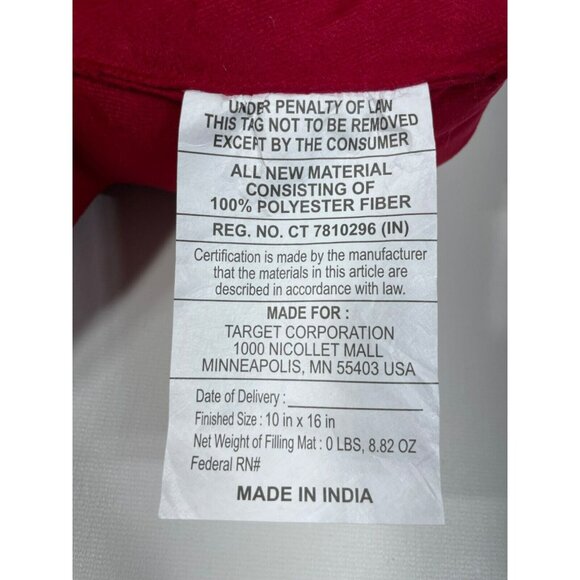 UNDER PENALTY OF LAW
THIS TAG NOT TO BE REMOVED
EXCEPT BY THE CONSUMER
ALL NEW MATERIAL
CONSISTING OF
100% POLYESTER FIBER
REG. NO. CT 7810296 (IN)
Certification is made by the manufacturer
that the materials in this article are
described in accordance with law.
MADE FOR :
TARGET CORPORATION
1000 NICOLLET MALL
MINNEAPOLIS, MN 55403 USA
Date of Delivery :
Finished Size : 10 in x 16 in
Net Weight of Filling Mat : 0 LBS, 8.82 OZ
Federal RN#
MADE IN INDIA